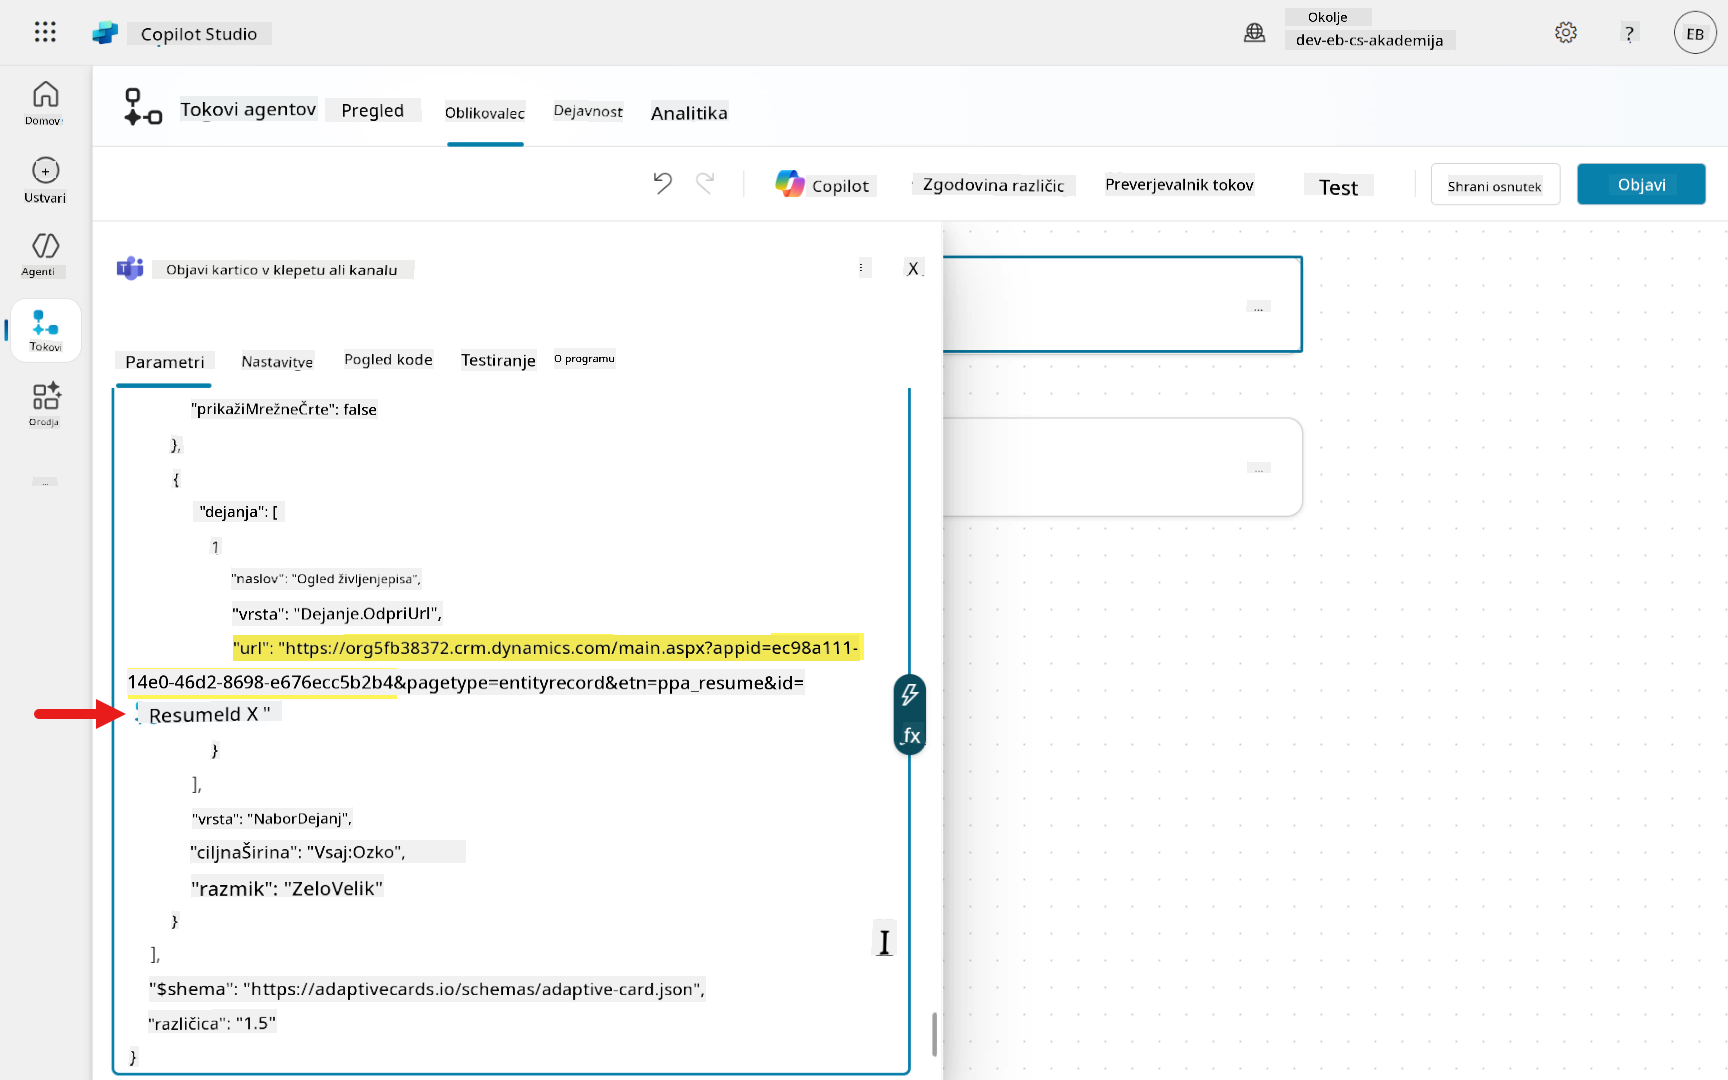 Copilot Studio
Okolje
dev-eb-cs-akademija
?
EB
Domov
Ustvari
Agenti
Tokovi
Orodja
...
Tokovi agentov
Pregled
Oblikovalec
Dejavnost
Analitika
Copilot
Zgodovina različic
Preverjevalnik tokov
Test
Shrani osnutek
Objavi
Objavi kartico v klepetu ali kanalu
X
...
...
Parametri
Nastavitve
Pogled kode
Testiranje
O programu
"prikažiMrežneČrte": false
},
{
"dejanja": [
1
"naslov": "Ogled življenjepisa",
"vrsta": "Dejanje.OdpriUrl",
"url": "https://org5fb38372.crm.dynamics.com/main.aspx?appid=ec98a111-
14e0-46d2-8698-e676ecc5b2b4&pagetype=entityrecord&etn=ppa_resume&id=
ResumeId X "
fx
}
],
"vrsta": "NaborDejanj",
"ciljnaŠirina": "Vsaj:Ozko",
"razmik": "ZeloVelik"
}
],
"$shema": "https://adaptivecards.io/schemas/adaptive-card.json",
"različica": "1.5"
}